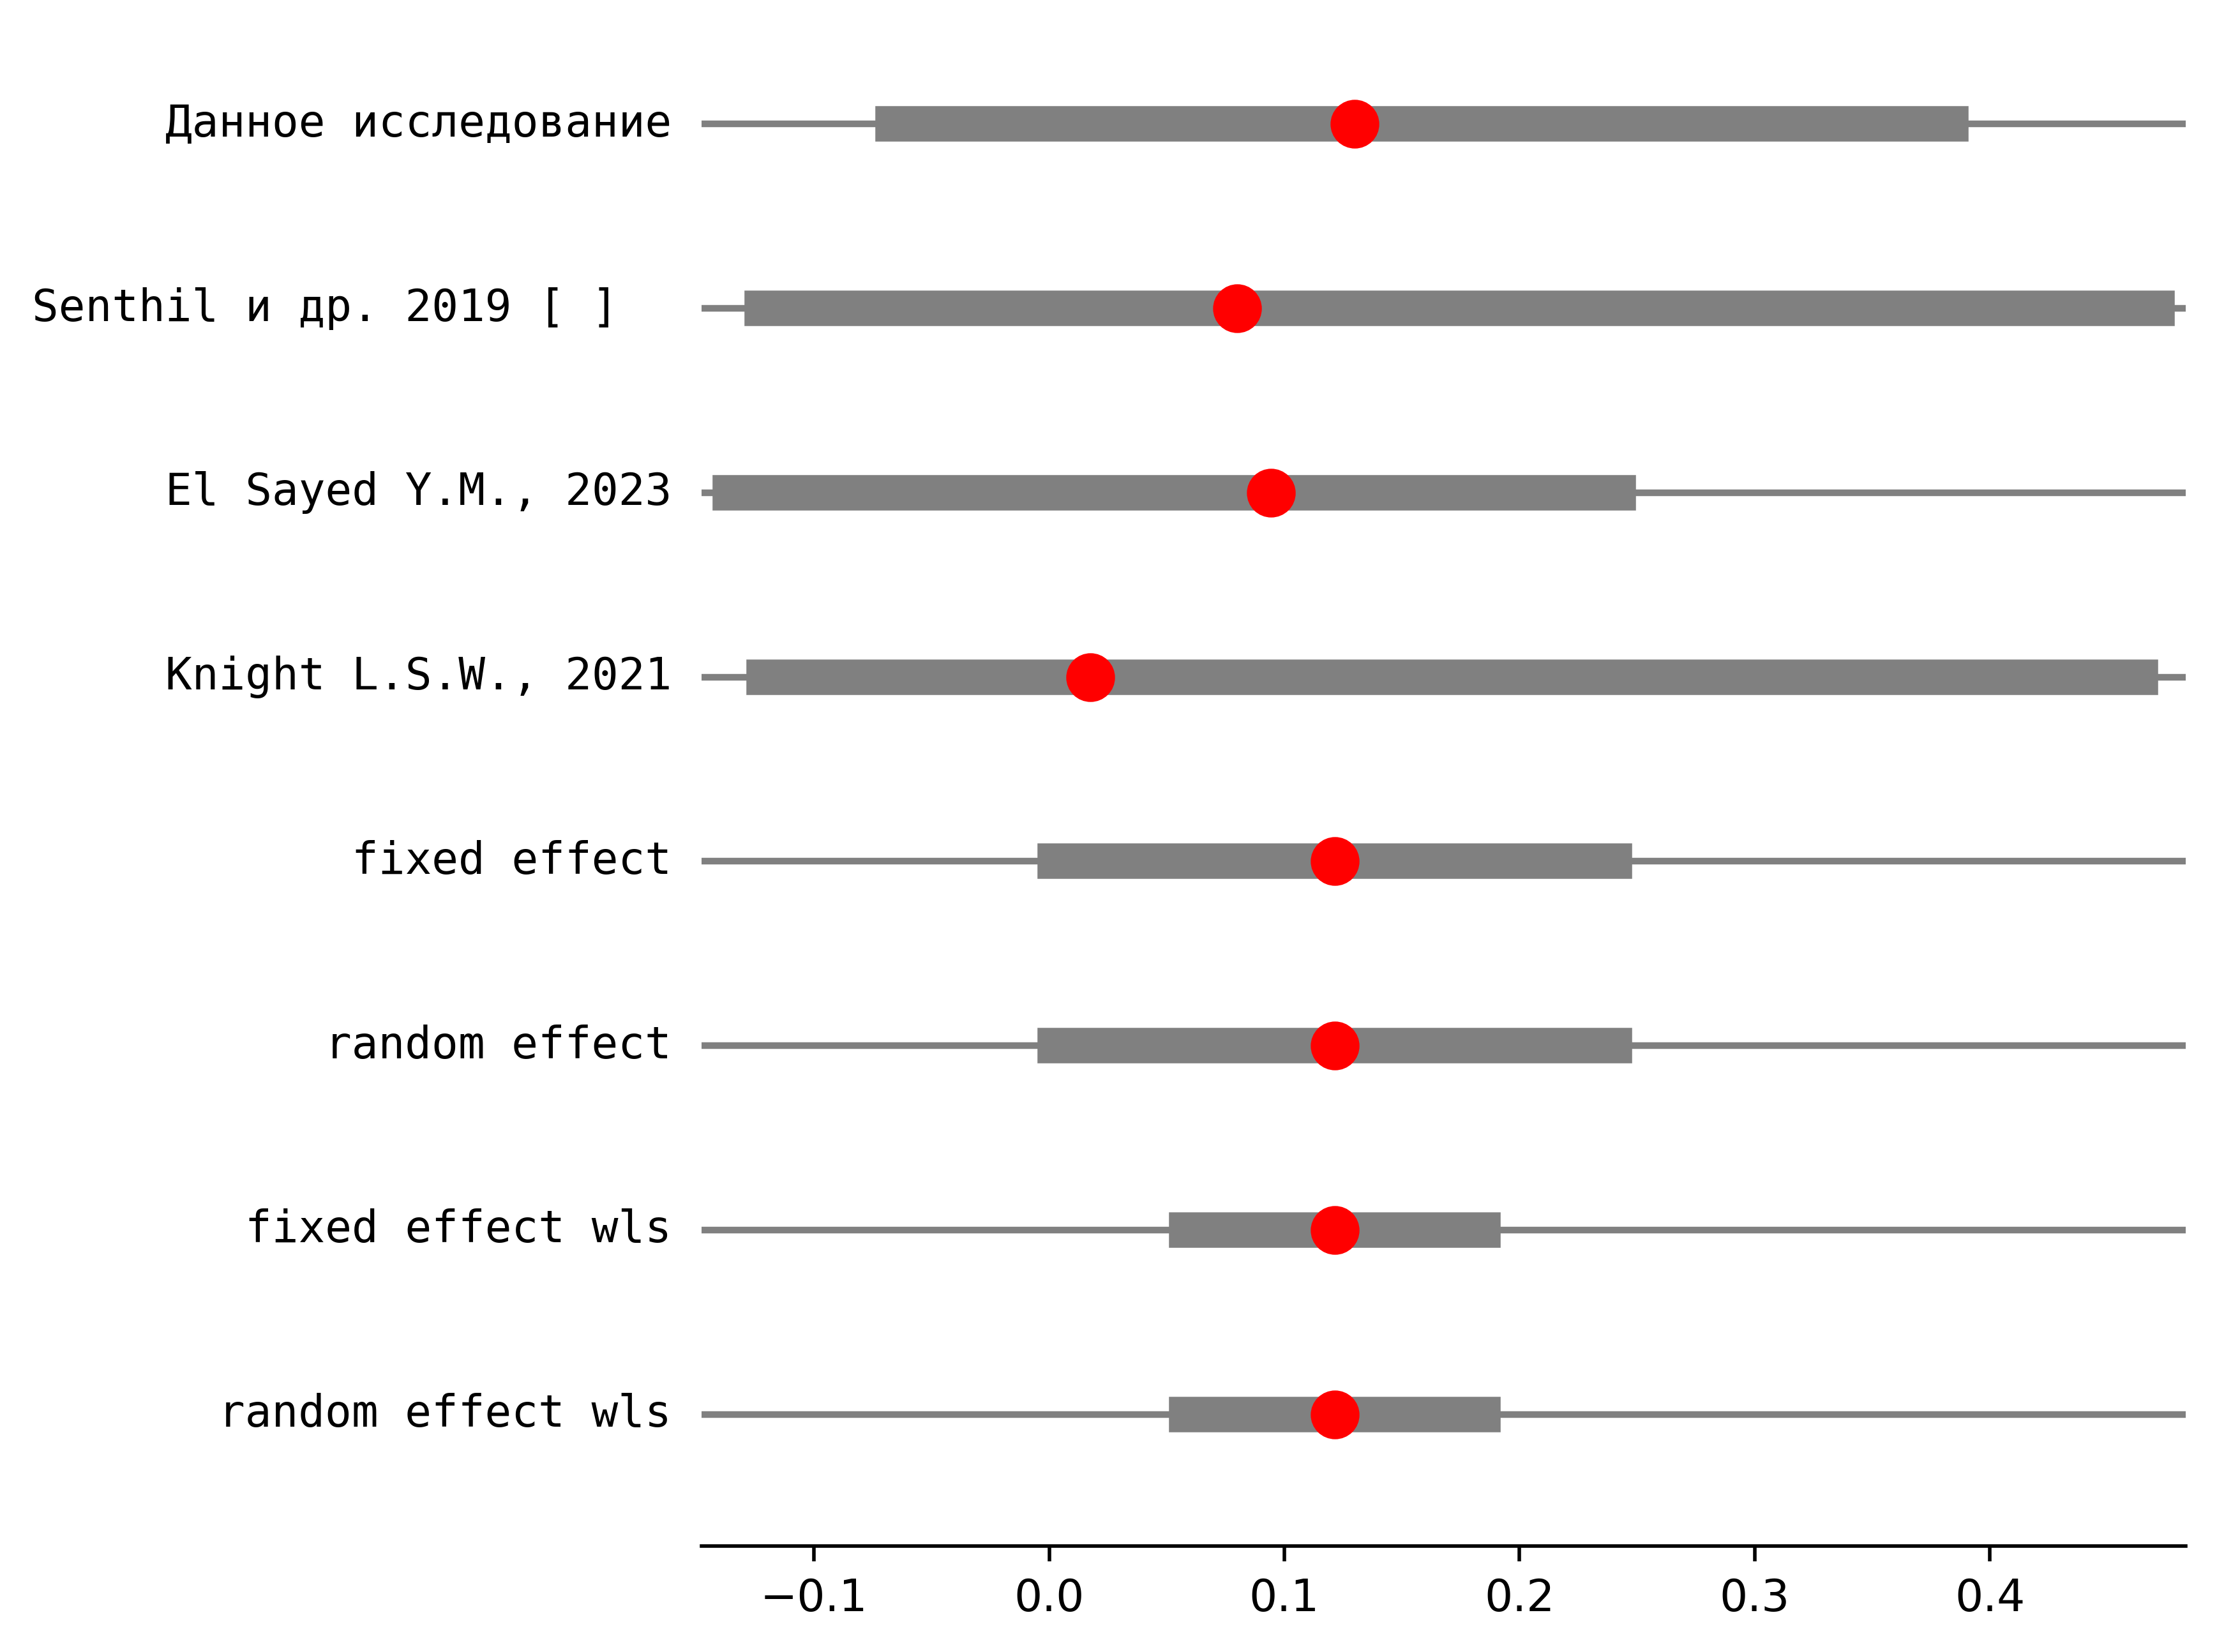 Данное исследование
Senthil и др. 2019 [ ]
El Sayed Y.M., 2023
Knight L.S.W., 2021
fixed effect
random effect
fixed effect wls
random effect wls
−0.1 0.0 0.1 0.2 0.3 0.4